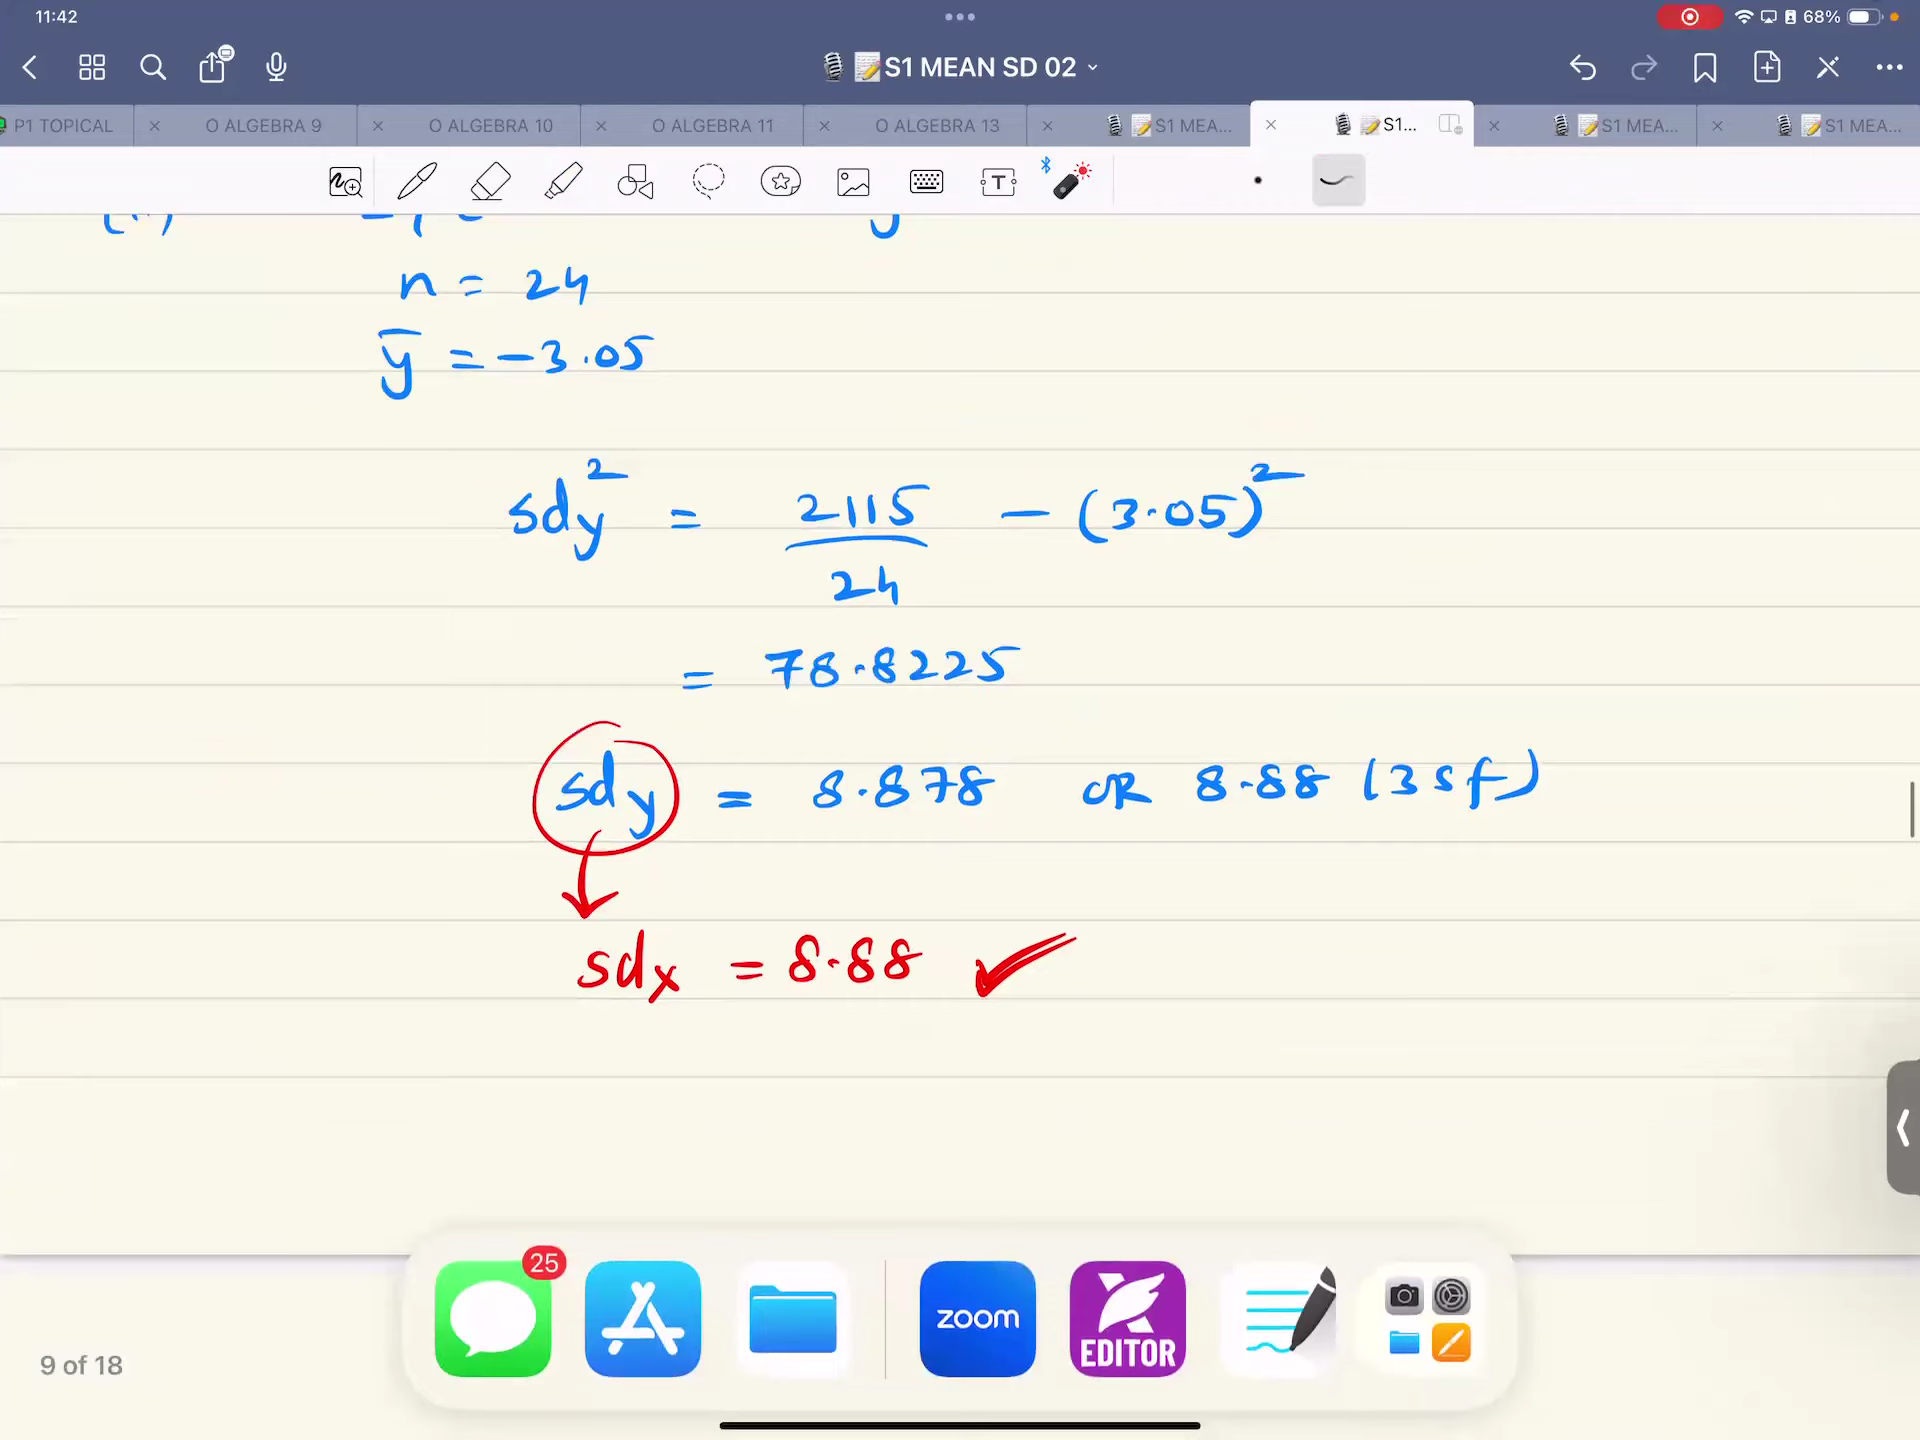 11:42
68%
S1 MEAN SD 02
P1 TOPICAL
O ALGEBRA 9
O ALGEBRA 10
O ALGEBRA 11
O ALGEBRA 13
S1 MEA...
S1...
S1 MEA...
S1 MEA...
n = 24
y̅ = -3.05
sdy² = 2115/24 - (3.05)²
= 78.8225
sdy = 8.878 OR 8.88 (3sf)
sdx = 8.88 ✓
25
zoom
EDITOR
9 of 18